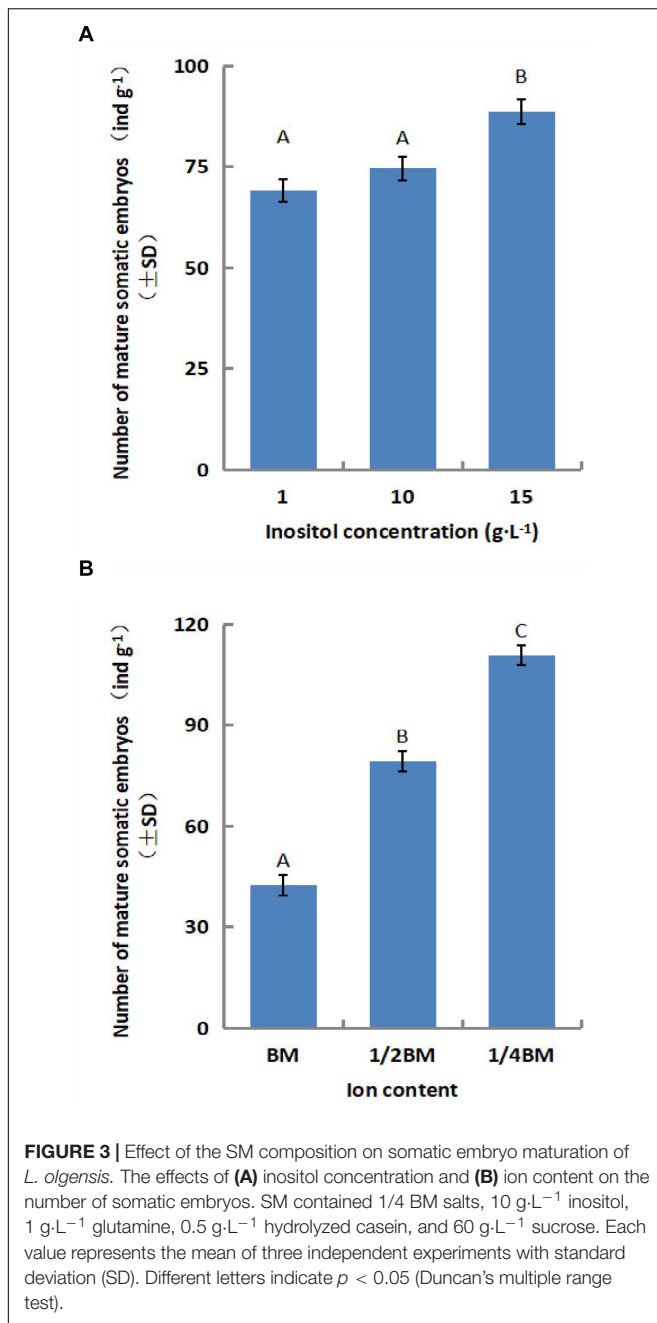 A
Number of mature somatic embryos（ind g⁻¹）
（±SD）
100
75
50
25
0
A
A
B
1
10
15
Inositol concentration (g·L⁻¹)
B
Number of mature somatic embryos（ind g⁻¹）
（±SD）
120
90
60
30
0
A
B
C
BM
1/2BM
1/4BM
Ion content
FIGURE 3 | Effect of the SM composition on somatic embryo maturation of
L. olgensis. The effects of (A) inositol concentration and (B) ion content on the
number of somatic embryos. SM contained 1/4 BM salts, 10 g·L⁻¹ inositol,
1 g·L⁻¹ glutamine, 0.5 g·L⁻¹ hydrolyzed casein, and 60 g·L⁻¹ sucrose. Each
value represents the mean of three independent experiments with standard
deviation (SD). Different letters indicate p < 0.05 (Duncan's multiple range
test).